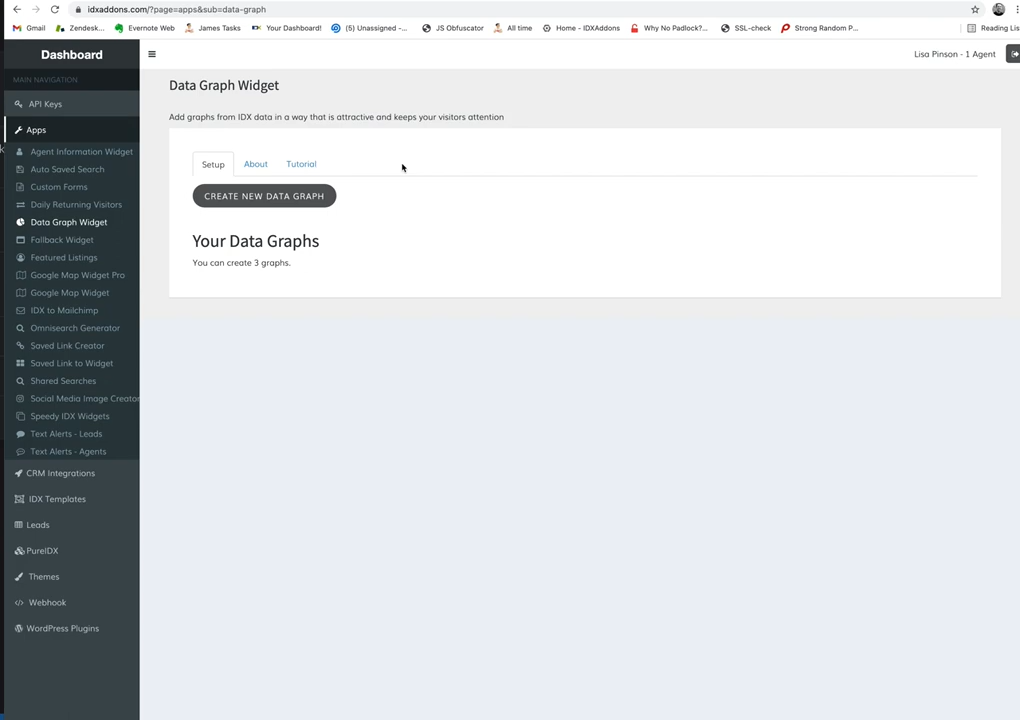 idxaddons.com/?page=apps&sub=data-graph
Gmail
Zendesk...
Evernote Web
James Tasks
Your Dashboard!
(5) Unassigned -...
JS Obfuscator
All time
Home - IDXAddons
Why No Padlock?...
SSL-check
Strong Random P...
Reading Lis
Dashboard
Lisa Pinson - 1 Agent
MAIN NAVIGATION
API Keys
Apps
Agent Information Widget
Auto Saved Search
Custom Forms
Daily Returning Visitors
Data Graph Widget
Fallback Widget
Featured Listings
Google Map Widget Pro
Google Map Widget
IDX to Mailchimp
Omnisearch Generator
Saved Link Creator
Saved Link to Widget
Shared Searches
Social Media Image Creator
Speedy IDX Widgets
Text Alerts - Leads
Text Alerts - Agents
CRM Integrations
IDX Templates
Leads
PureIDX
Themes
Webhook
WordPress Plugins
Data Graph Widget
Add graphs from IDX data in a way that is attractive and keeps your visitors attention
Setup
About
Tutorial
CREATE NEW DATA GRAPH
Your Data Graphs
You can create 3 graphs.